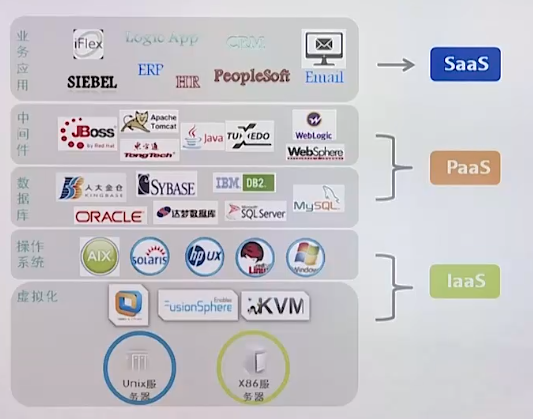 业务应用
iFlex
Logic App
CRM
SIEBEL
ERP
HR
PeopleSoft
Email
SaaS
中间件
JBoss
by Red Hat
Apache
Tomcat
东方通
TongTech
Java
TUXEDO
WebLogic
WebSphere
PaaS
数据库
人大金仓
KINGBASE
SYBASE
IBM DB2.
MySQL
ORACLE
达梦数据库
SQL Server
操作系统
AIX
SOLARIS
hp UX
Linux
Windows
IaaS
虚拟化
FusionSphere
KVM
Unix服务器
X86服务器